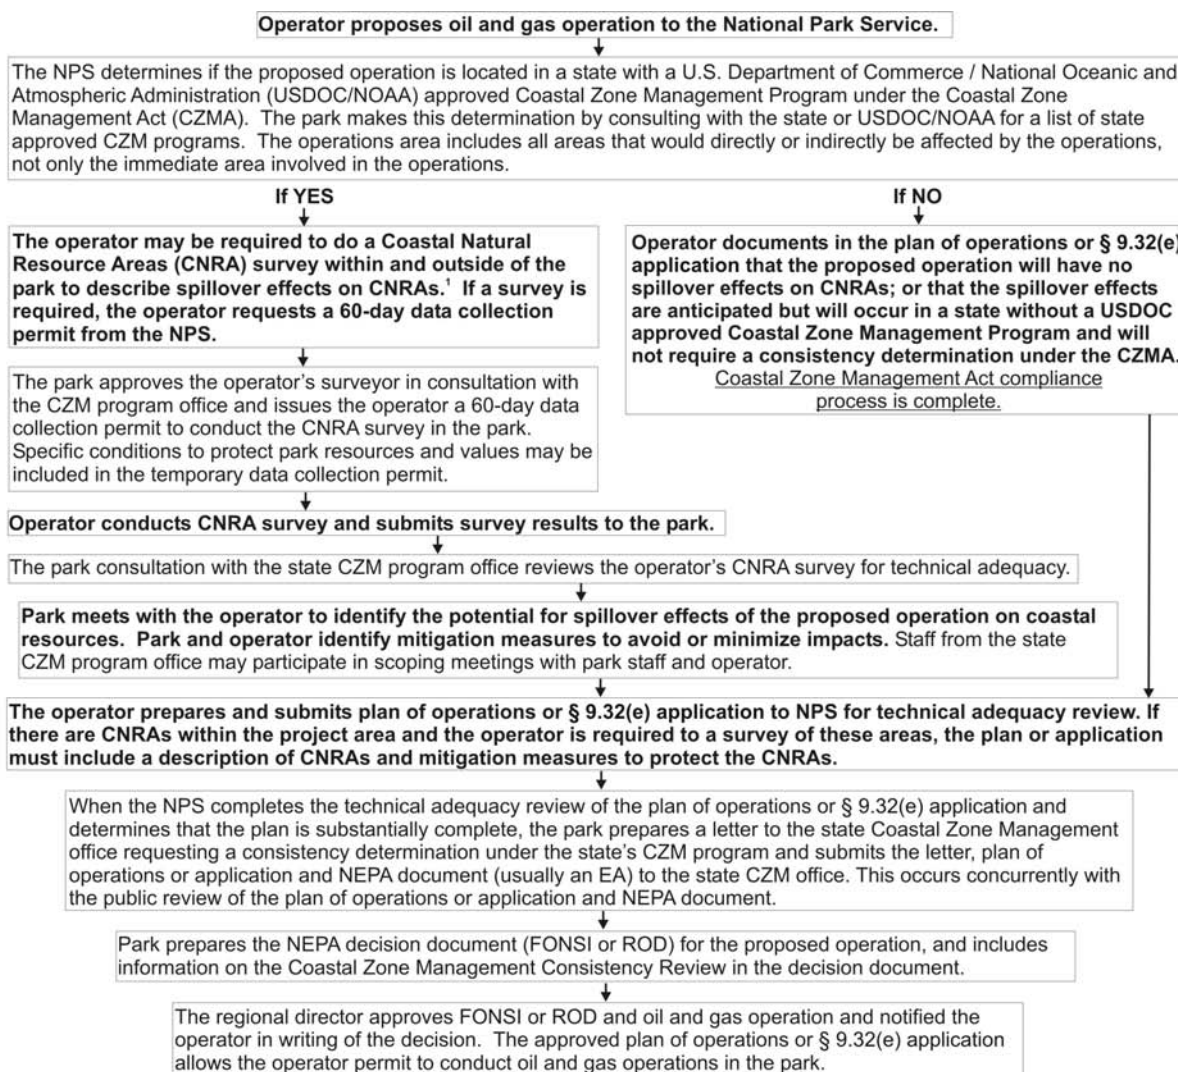 Operator proposes oil and gas operation to the National Park Service.
The NPS determines if the proposed operation is located in a state with a U.S. Department of Commerce / National Oceanic and
Atmospheric Administration (USDOC/NOAA) approved Coastal Zone Management Program under the Coastal Zone
Management Act (CZMA). The park makes this determination by consulting with the state or USDOC/NOAA for a list of state
approved CZM programs. The operations area includes all areas that would directly or indirectly be affected by the operations,
not only the immediate area involved in the operations.
If YES
The operator may be required to do a Coastal Natural
Resource Areas (CNRA) survey within and outside of the
park to describe spillover effects on CNRAs.¹ If a survey is
required, the operator requests a 60-day data collection
permit from the NPS.
The park approves the operator's surveyor in consultation with
the CZM program office and issues the operator a 60-day data
collection permit to conduct the CNRA survey in the park.
Specific conditions to protect park resources and values may be
included in the temporary data collection permit.
If NO
Operator documents in the plan of operations or § 9.32(e)
application that the proposed operation will have no
spillover effects on CNRAs; or that the spillover effects
are anticipated but will occur in a state without a USDOC
approved Coastal Zone Management Program and will
not require a consistency determination under the CZMA.
Coastal Zone Management Act compliance
process is complete.
Operator conducts CNRA survey and submits survey results to the park.
The park consultation with the state CZM program office reviews the operator's CNRA survey for technical adequacy.
Park meets with the operator to identify the potential for spillover effects of the proposed operation on coastal
resources. Park and operator identify mitigation measures to avoid or minimize impacts. Staff from the state
CZM program office may participate in scoping meetings with park staff and operator.
The operator prepares and submits plan of operations or § 9.32(e) application to NPS for technical adequacy review. If
there are CNRAs within the project area and the operator is required to a survey of these areas, the plan or application
must include a description of CNRAs and mitigation measures to protect the CNRAs.
When the NPS completes the technical adequacy review of the plan of operations or § 9.32(e) application and
determines that the plan is substantially complete, the park prepares a letter to the state Coastal Zone Management
office requesting a consistency determination under the state's CZM program and submits the letter, plan of
operations or application and NEPA document (usually an EA) to the state CZM office. This occurs concurrently with
the public review of the plan of operations or application and NEPA document.
Park prepares the NEPA decision document (FONSI or ROD) for the proposed operation, and includes
information on the Coastal Zone Management Consistency Review in the decision document.
The regional director approves FONSI or ROD and oil and gas operation and notified the
operator in writing of the decision. The approved plan of operations or § 9.32(e) application
allows the operator permit to conduct oil and gas operations in the park.